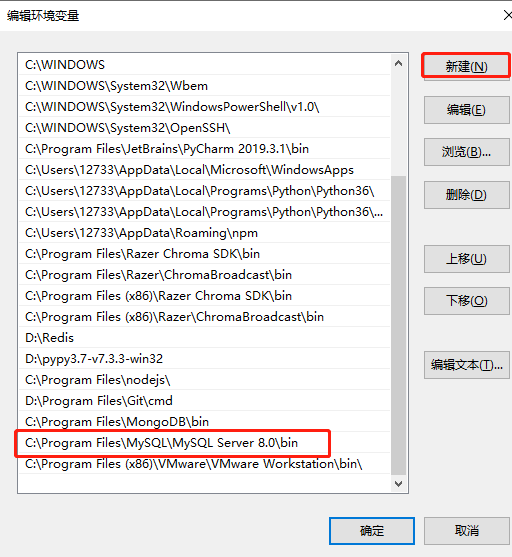 编辑环境变量
C:\WINDOWS
C:\WINDOWS\System32\Wbem
C:\WINDOWS\System32\WindowsPowerShell\v1.0\
C:\WINDOWS\System32\OpenSSH\
C:\Program Files\JetBrains\PyCharm 2019.3.1\bin
C:\Users\12733\AppData\Local\Microsoft\WindowsApps
C:\Users\12733\AppData\Local\Programs\Python\Python36\
C:\Users\12733\AppData\Local\Programs\Python\Python36\...
C:\Users\12733\AppData\Roaming\npm
C:\Program Files\Razer Chroma SDK\bin
C:\Program Files\Razer\ChromaBroadcast\bin
C:\Program Files (x86)\Razer Chroma SDK\bin
C:\Program Files (x86)\Razer\ChromaBroadcast\bin
D:\Redis
D:\pypy3.7-v7.3.3-win32
C:\Program Files\nodejs\
D:\Program Files\Git\cmd
C:\Program Files\MongoDB\bin
C:\Program Files\MySQL\MySQL Server 8.0\bin
C:\Program Files (x86)\VMware\VMware Workstation\bin\
新建(N)
编辑(E)
浏览(B)...
删除(D)
上移(U)
下移(O)
编辑文本(T)...
确定
取消